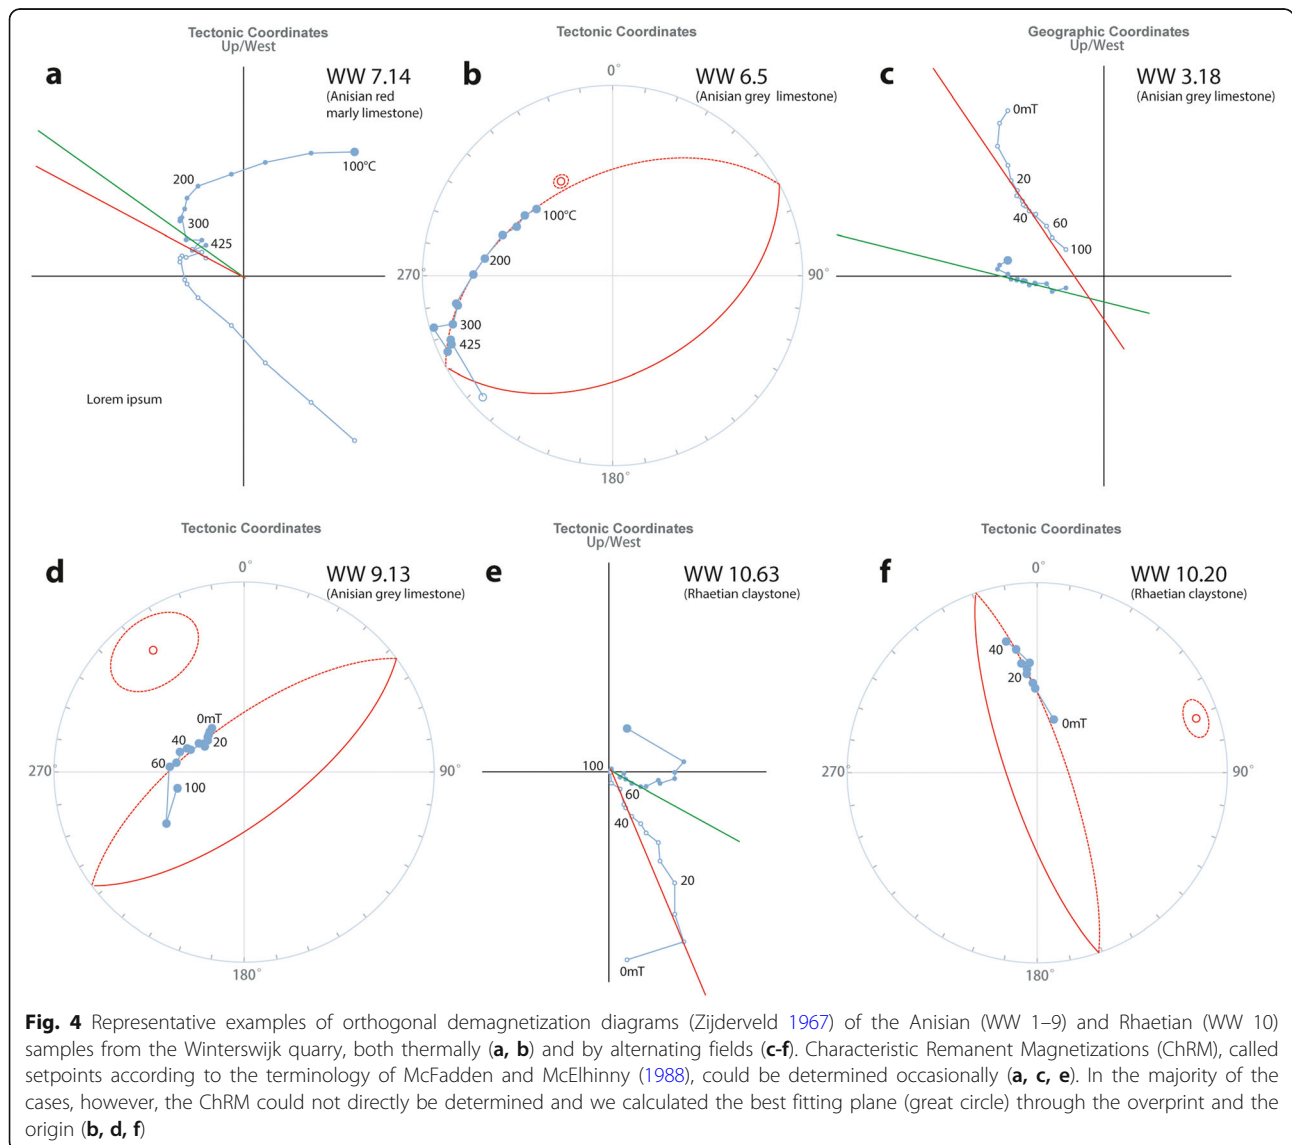 Tectonic Coordinates
Up/West
a
WW 7.14
(Anisian red
marly limestone)
200
100°C
300
425
Lorem ipsum
Tectonic Coordinates
b
0°
WW 6.5
(Anisian grey limestone)
100°C
200
270°
90°
300
425
180°
Geographic Coordinates
Up/West
c
WW 3.18
(Anisian grey limestone)
0mT
20
40
60
100
Tectonic Coordinates
d
0°
WW 9.13
(Anisian grey limestone)
0mT
40
20
60
270°
90°
100
180°
Tectonic Coordinates
Up/West
e
WW 10.63
(Rhaetian claystone)
100
60
40
20
0mT
Tectonic Coordinates
f
0°
WW 10.20
(Rhaetian claystone)
40
20
0mT
270°
90°
180°
Fig. 4 Representative examples of orthogonal demagnetization diagrams (Zijderveld 1967) of the Anisian (WW 1–9) and Rhaetian (WW 10)
samples from the Winterswijk quarry, both thermally (a, b) and by alternating fields (c-f). Characteristic Remanent Magnetizations (ChRM), called
setpoints according to the terminology of McFadden and McElhinny (1988), could be determined occasionally (a, c, e). In the majority of the
cases, however, the ChRM could not directly be determined and we calculated the best fitting plane (great circle) through the overprint and the
origin (b, d, f)